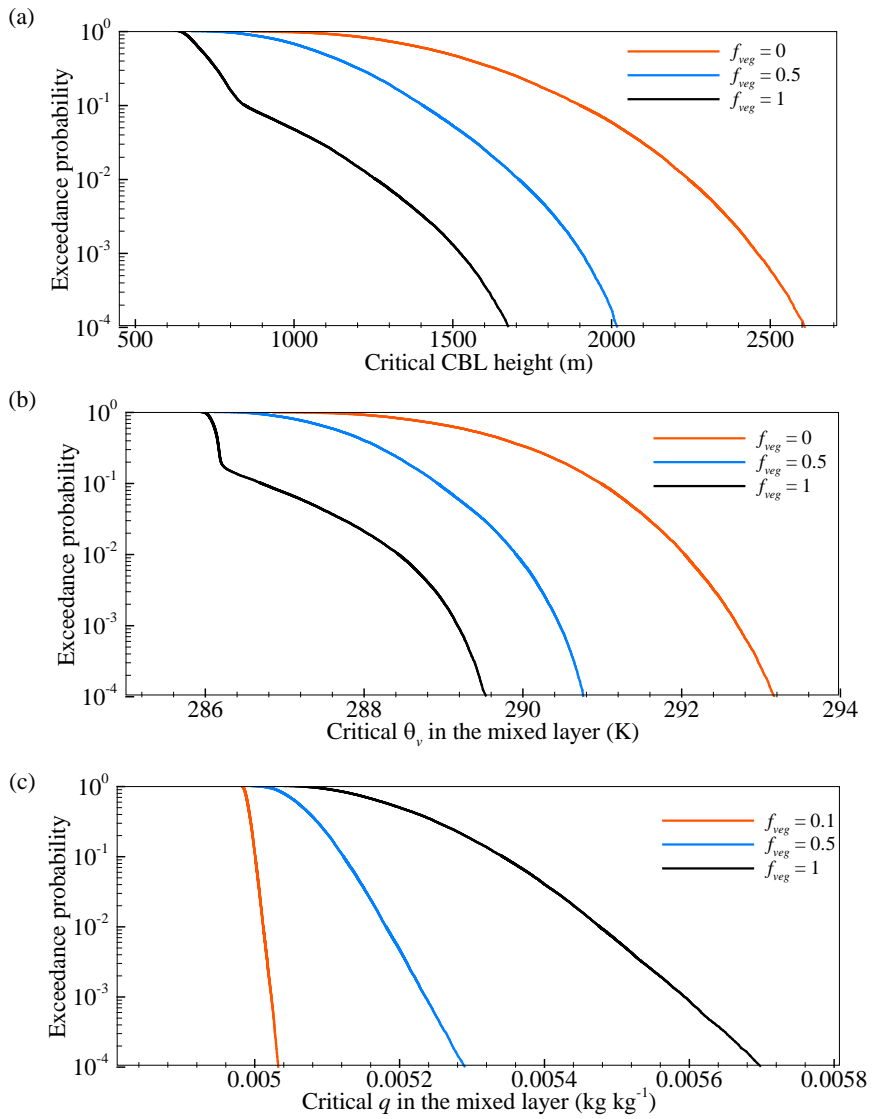 (a)
Exceedance probability
10⁰
10⁻¹
10⁻²
10⁻³
10⁻⁴
f_veg = 0
f_veg = 0.5
f_veg = 1
500 1000 1500 2000 2500
Critical CBL height (m)
(b)
Exceedance probability
10⁰
10⁻¹
10⁻²
10⁻³
10⁻⁴
f_veg = 0
f_veg = 0.5
f_veg = 1
286 288 290 292 294
Critical θ_v in the mixed layer (K)
(c)
Exceedance probability
10⁰
10⁻¹
10⁻²
10⁻³
10⁻⁴
f_veg = 0.1
f_veg = 0.5
f_veg = 1
0.005 0.0052 0.0054 0.0056 0.0058
Critical q in the mixed layer (kg kg⁻¹)